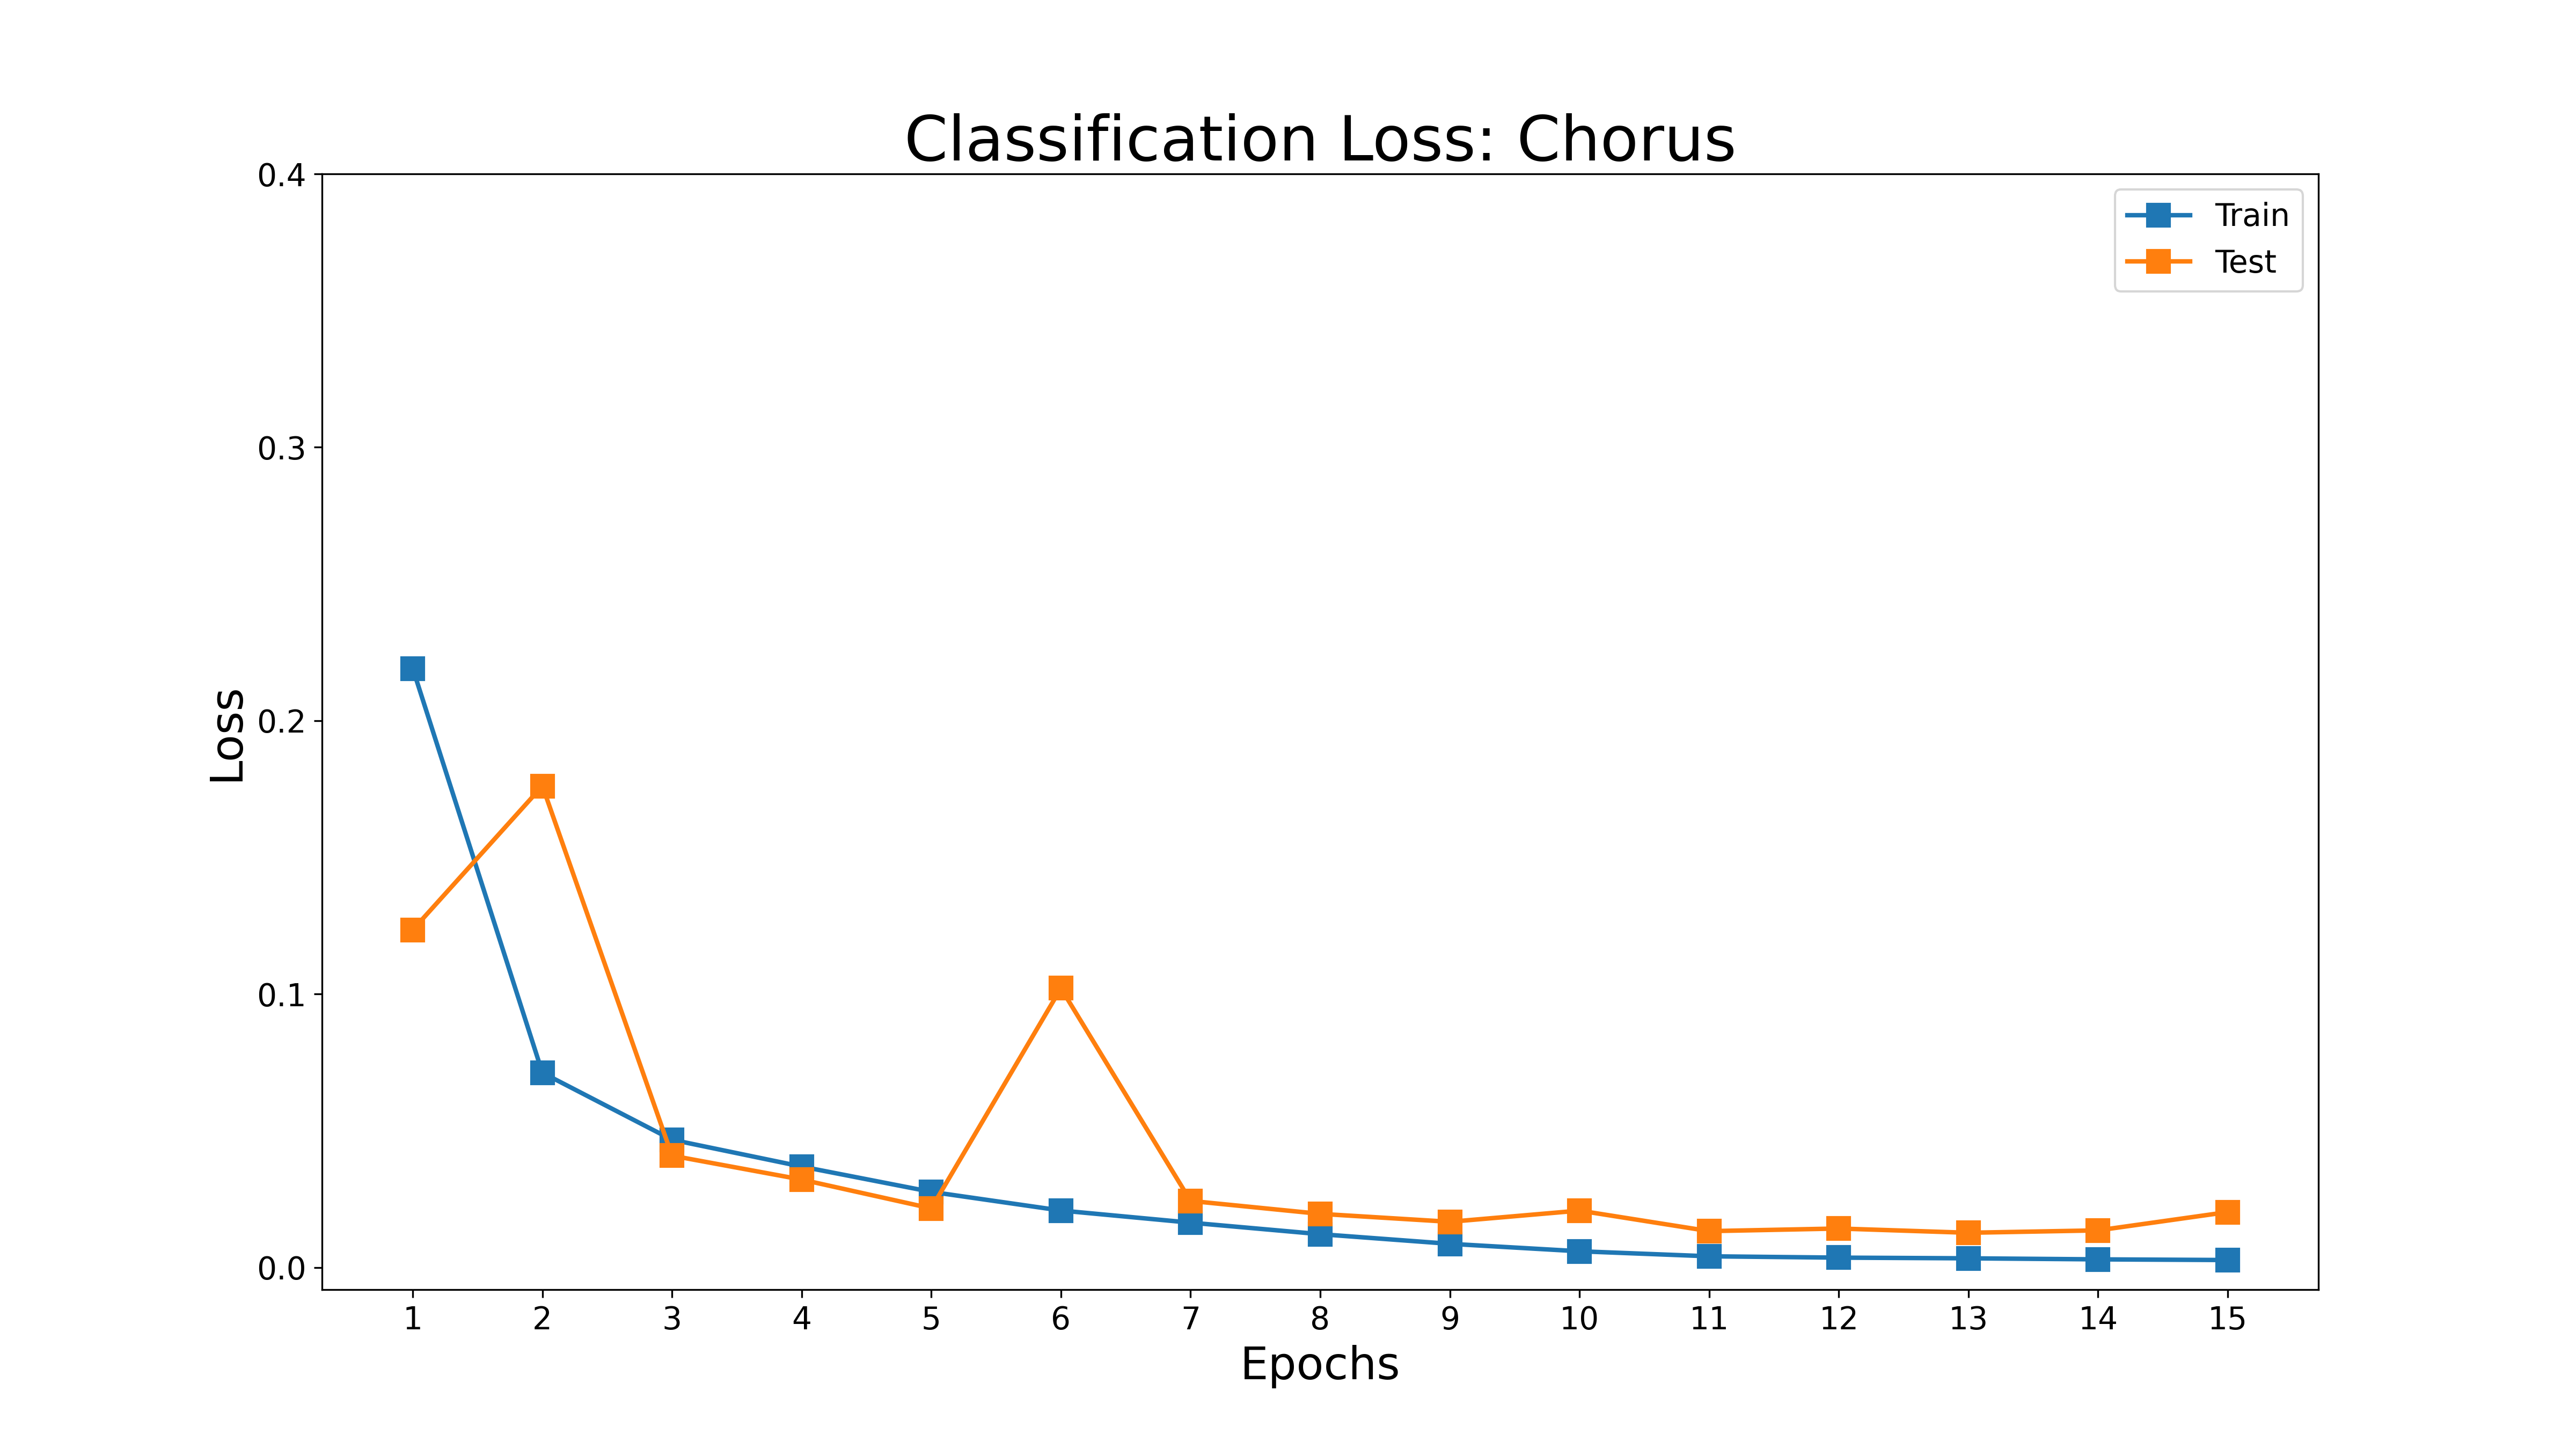 Classification Loss: Chorus
0.4
0.3
0.2
0.1
0.0
Loss
Train
Test
1 2 3 4 5 6 7 8 9 10 11 12 13 14 15
Epochs